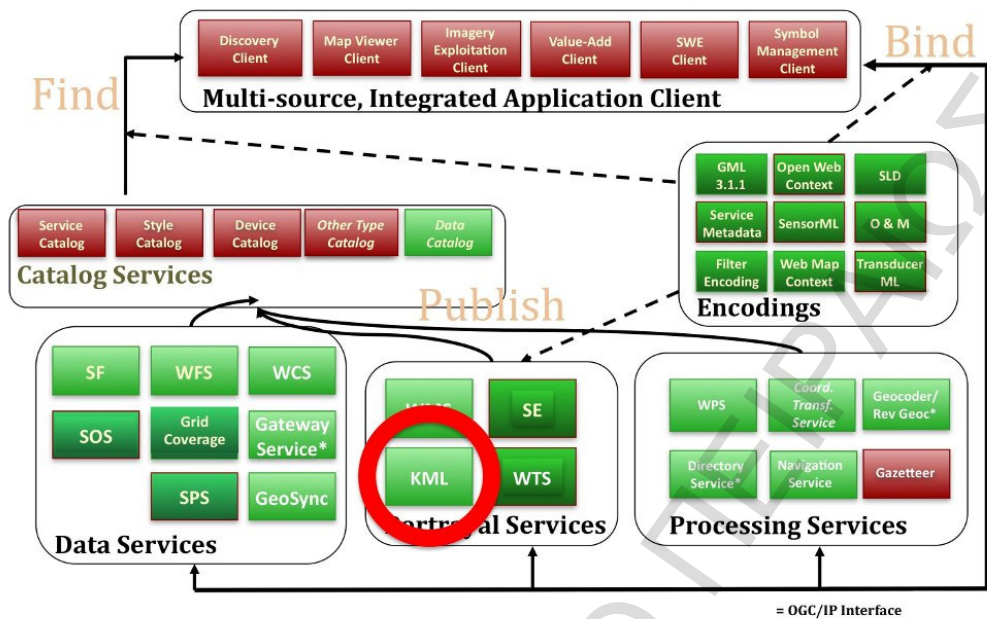 Discovery
Client
Map Viewer
Client
Imagery
Exploitation
Client
Value-Add
Client
SWE
Client
Symbol
Management
Client
Multi-source, Integrated Application Client
Find
Bind
GML
3.1.1
Open Web
Context
SLD
Service
Metadata
SensorML
O & M
Filter
Encoding
Web Map
Context
Transducer
ML
Encodings
Service
Catalog
Style
Catalog
Device
Catalog
Other Type
Catalog
Data
Catalog
Catalog Services
Publish
SF
WFS
WCS
SOS
Grid
Coverage
Gateway
Service*
SPS
GeoSync
Data Services
SE
KML
WTS
Services
WPS
Coord.
Transf.
Service
Geocoder/
Rev Geoc*
Directory
Service*
Navigation
Service
Gazetteer
Processing Services
= OGC/IP Interface